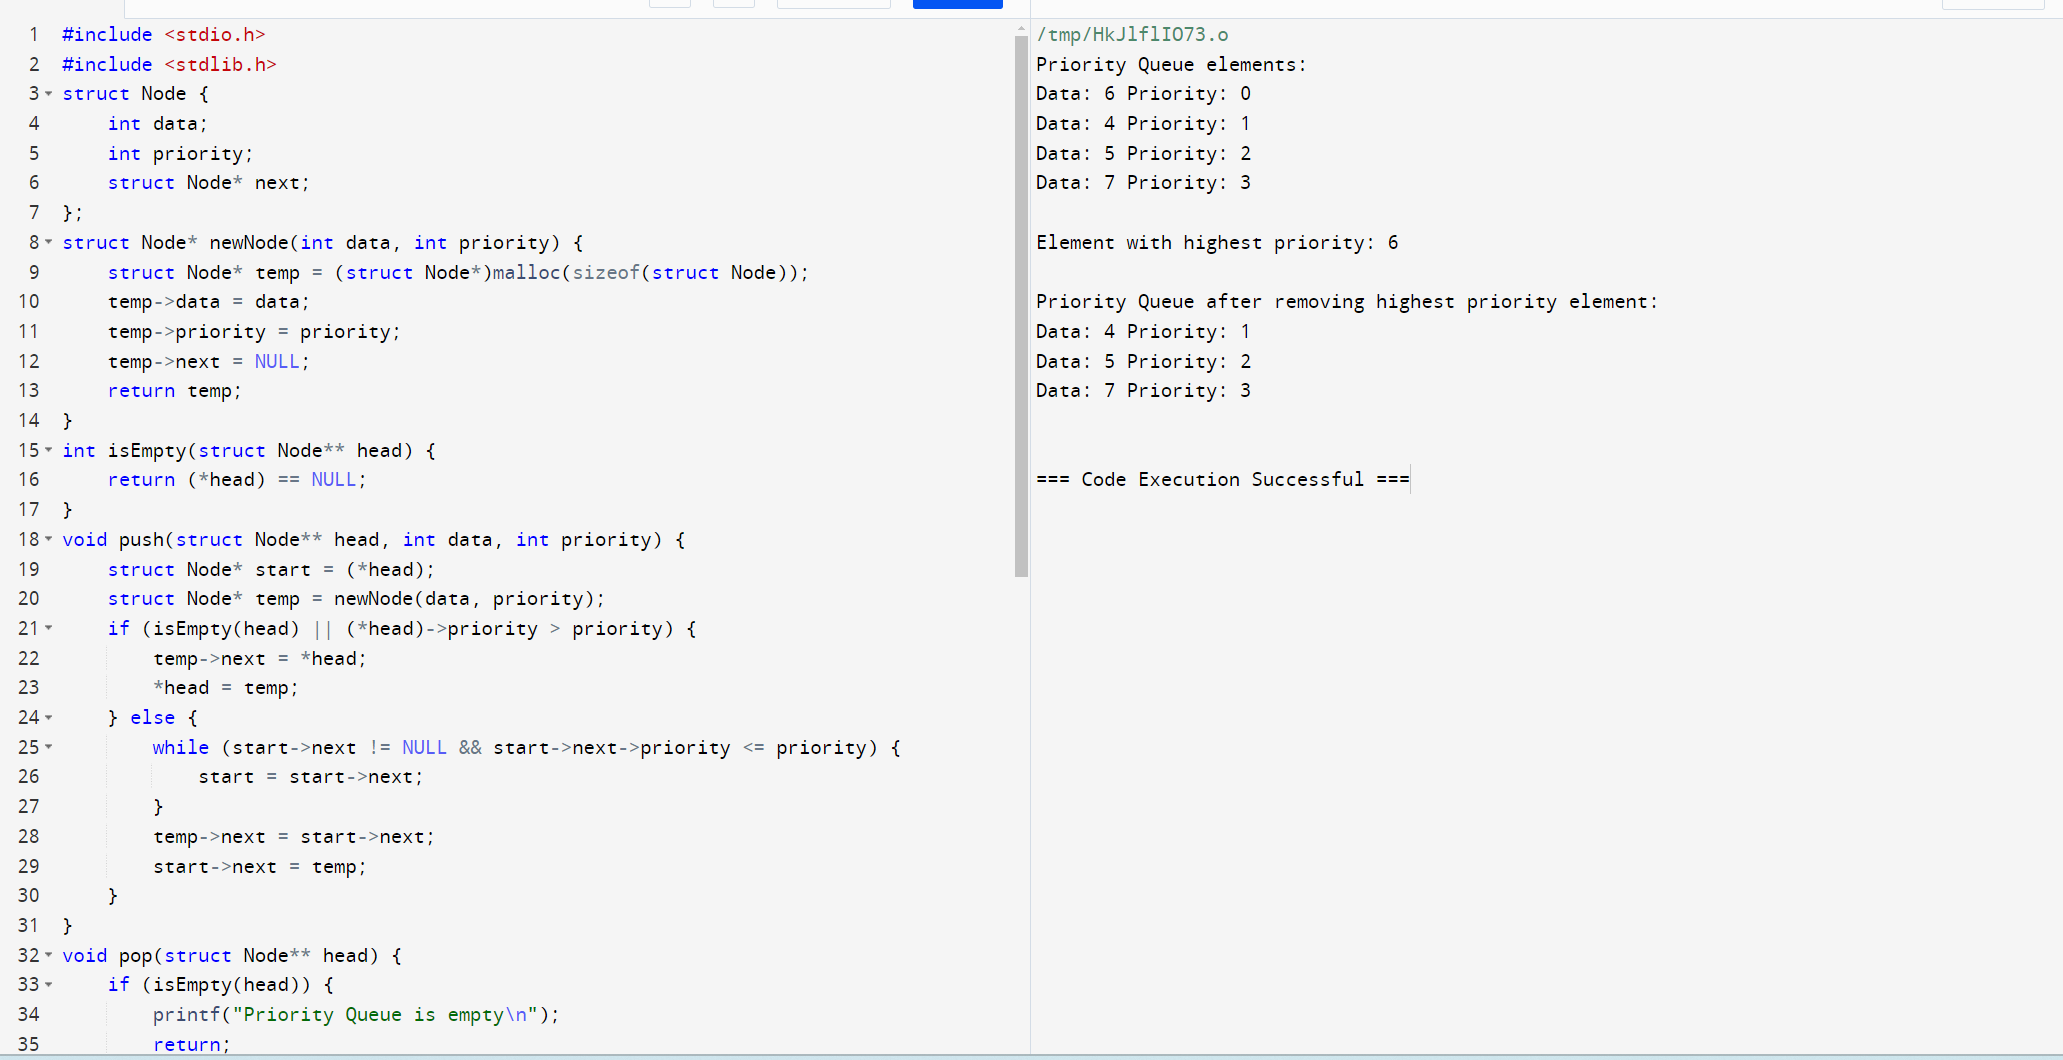 1 #include <stdio.h>
2 #include <stdlib.h>
3 struct Node {
4     int data;
5     int priority;
6     struct Node* next;
7 };
8 struct Node* newNode(int data, int priority) {
9     struct Node* temp = (struct Node*)malloc(sizeof(struct Node));
10     temp->data = data;
11     temp->priority = priority;
12     temp->next = NULL;
13     return temp;
14 }
15 int isEmpty(struct Node** head) {
16     return (*head) == NULL;
17 }
18 void push(struct Node** head, int data, int priority) {
19     struct Node* start = (*head);
20     struct Node* temp = newNode(data, priority);
21     if (isEmpty(head) || (*head)->priority > priority) {
22         temp->next = *head;
23         *head = temp;
24     } else {
25         while (start->next != NULL && start->next->priority <= priority) {
26             start = start->next;
27         }
28         temp->next = start->next;
29         start->next = temp;
30     }
31 }
32 void pop(struct Node** head) {
33     if (isEmpty(head)) {
34         printf("Priority Queue is empty\n");
35         return;
/tmp/HkJlflIO73.o
Priority Queue elements:
Data: 6 Priority: 0
Data: 4 Priority: 1
Data: 5 Priority: 2
Data: 7 Priority: 3
Element with highest priority: 6
Priority Queue after removing highest priority element:
Data: 4 Priority: 1
Data: 5 Priority: 2
Data: 7 Priority: 3
=== Code Execution Successful ===